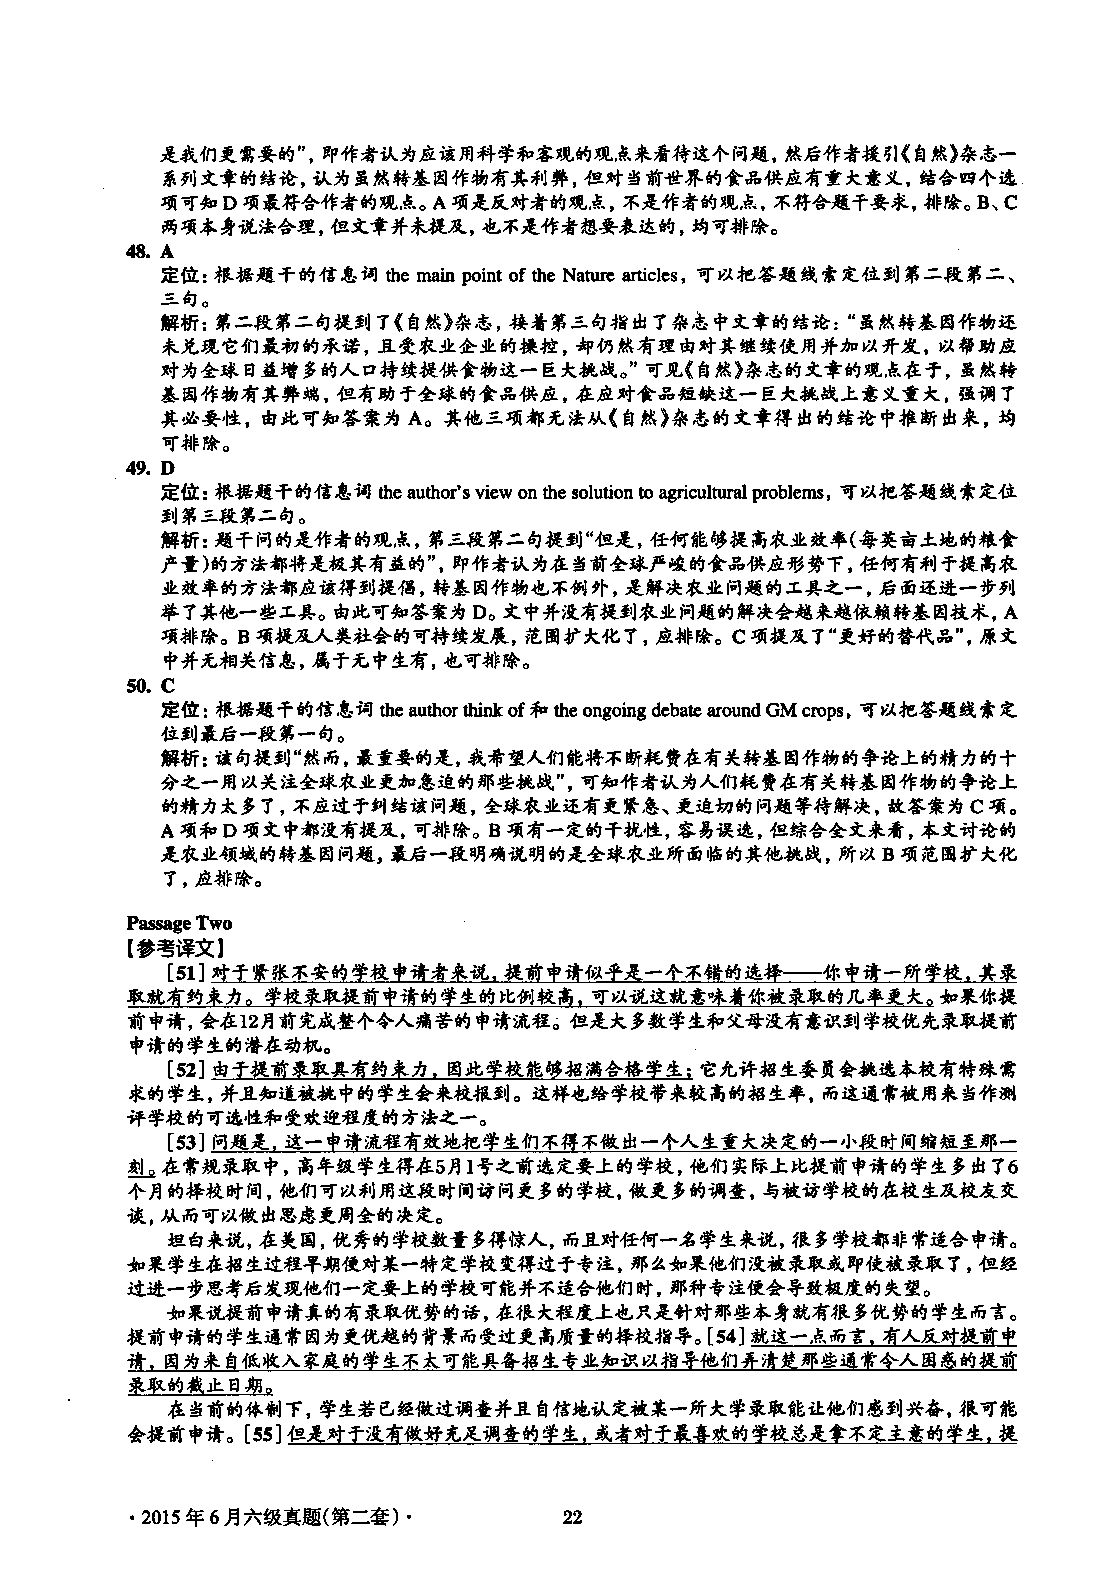 是我们更需要的”，即作者认为应该用科学和客观的观点来看待这个问题，然后作者援引《自然》杂志一
系列文章的结论，认为虽然转基因作物有其利弊，但对当前世界的食品供应有重大意义，结合四个选
项可知 D 项最符合作者的观点。A 项是反对者的观点，不是作者的观点，不符合题干要求，排除。B、C
两项本身说法合理，但文章并未提及，也不是作者想要表达的，均可排除。
48. A
定位：根据题干的信息词 the main point of the Nature articles，可以把答题线索定位到第二段第二、
三句。
解析：第二段第二句提到了《自然》杂志，接着第三句指出了杂志中文章的结论：“虽然转基因作物还
未兑现它们最初的承诺，且受农业企业的操控，却仍然有理由对其继续使用并加以开发，以帮助应
对为全球日益增多的人口持续提供食物这一巨大挑战。”可见《自然》杂志的文章的观点在于，虽然转
基因作物有其弊端，但有助于全球的食品供应，在应对食品短缺这一巨大挑战上意义重大，强调了
其必要性，由此可知答案为 A。其他三项都无法从《自然》杂志的文章得出的结论中推断出来，均
可排除。
49. D
定位：根据题干的信息词 the author's view on the solution to agricultural problems，可以把答题线索定位
到第三段第二句。
解析：题干问的是作者的观点，第三段第二句提到“但是，任何能够提高农业效率(每英亩土地的粮食
产量)的方法都将是极其有益的”，即作者认为在当前全球严峻的食品供应形势下，任何有利于提高农
业效率的方法都应该得到提倡，转基因作物也不例外，是解决农业问题的工具之一，后面还进一步列
举了其他一些工具。由此可知答案为 D。文中并没有提到农业问题的解决会越来越依赖转基因技术，A
项排除。B 项提及人类社会的可持续发展，范围扩大化了，应排除。C 项提及了“更好的替代品”，原文
中并无相关信息，属于无中生有，也可排除。
50. C
定位：根据题干的信息词 the author think of 和 the ongoing debate around GM crops，可以把答题线索定
位到最后一段第一句。
解析：该句提到“然而，最重要的是，我希望人们能将不断耗费在有关转基因作物的争论上的精力的十
分之一用以关注全球农业更加急迫的那些挑战”，可知作者认为人们耗费在有关转基因作物的争论上
的精力太多了，不应过于纠结该问题，全球农业还有更紧急、更迫切的问题等待解决，故答案为 C 项。
A 项和 D 项文中都没有提及，可排除。B 项有一定的干扰性，容易误选，但综合全文来看，本文讨论的
是农业领域的转基因问题，最后一段明确说明的是全球农业所面临的其他挑战，所以 B 项范围扩大化
了，应排除。
Passage Two
【参考译文】
[51]对于紧张不安的学校申请者来说，提前申请似乎是一个不错的选择——你申请一所学校，其录
取就有约束力。学校录取提前申请的学生的比例较高，可以说这就意味着你被录取的几率更大。如果你提
前申请，会在12月前完成整个令人痛苦的申请流程。但是大多数学生和父母没有意识到学校优先录取提前
申请的学生的潜在动机。
[52]由于提前录取具有约束力，因此学校能够招满合格学生；它允许招生委员会挑选本校有特殊需
求的学生，并且知道被挑中的学生会来校报到。这样也给学校带来较高的招生率，而这通常被用来当作测
评学校的可选性和受欢迎程度的方法之一。
[53]问题是，这一申请流程有效地把学生们不得不做出一个人生重大决定的一小段时间缩短至那一
刻。在常规录取中，高年级学生得在5月1号之前选定要上的学校，他们实际上比提前申请的学生多出了6
个月的择校时间，他们可以利用这段时间访问更多的学校，做更多的调查，与被访学校的在校生及校友交
谈，从而可以做出思虑更周全的决定。
坦白来说，在美国，优秀的学校数量多得惊人，而且对任何一名学生来说，很多学校都非常适合申请。
如果学生在招生过程早期便对某一特定学校变得过于专注，那么如果他们没被录取或即使被录取了，但经
过进一步思考后发现他们一定要上的学校可能并不适合他们时，那种专注便会导致极度的失望。
如果说提前申请真的有录取优势的话，在很大程度上也只是针对那些本身就有很多优势的学生而言。
提前申请的学生通常因为更优越的背景而受过更高质量的择校指导。[54]就这一点而言，有人反对提前申
请，因为来自低收入家庭的学生不太可能具备招生专业知识以指导他们弄清楚那些通常令人困惑的提前
录取的截止日期。
在当前的体制下，学生若已经做过调查并且自信地认定被某一所大学录取能让他们感到兴奋，很可能
会提前申请。[55]但是对于没有做好充足调查的学生，或者对于最喜欢的学校总是拿不定主意的学生，提
·2015 年 6 月六级真题(第二套)· 22